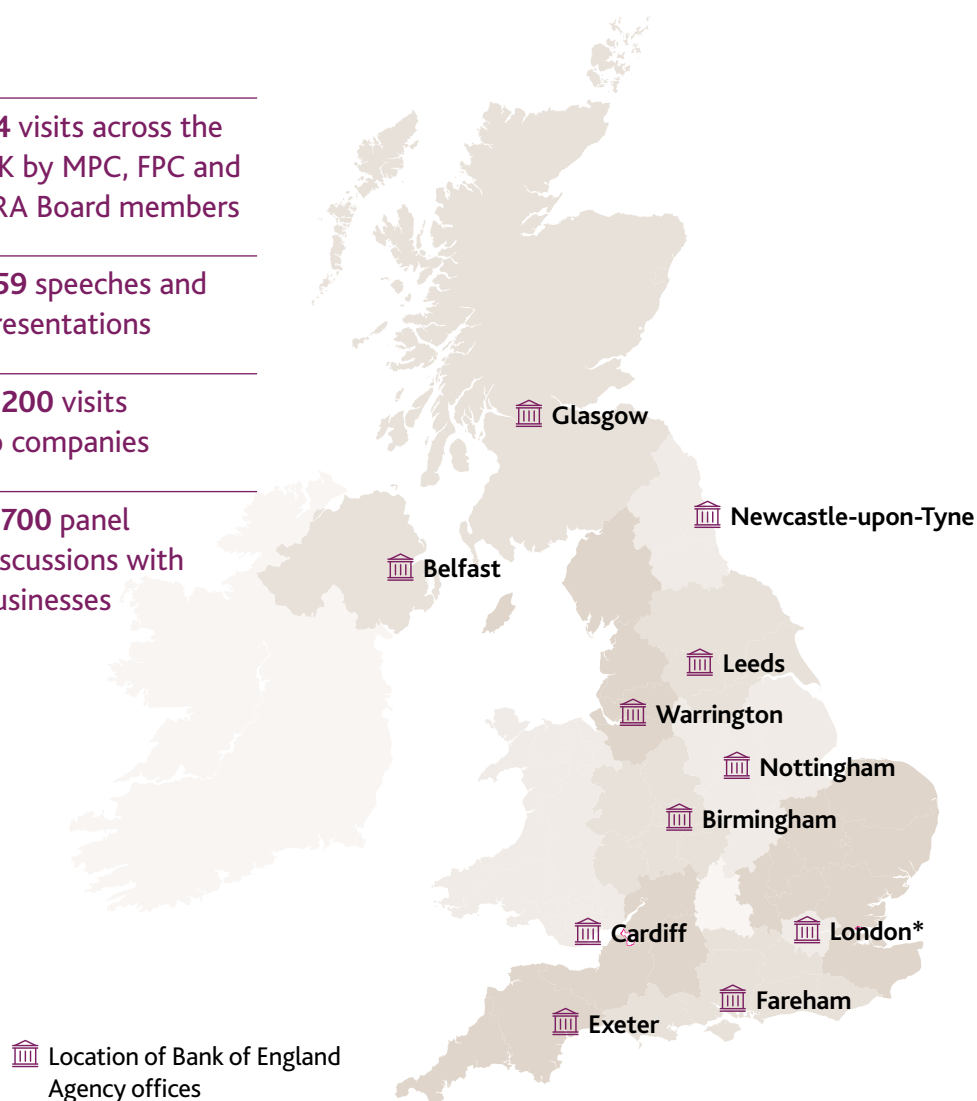 4 visits across the
K by MPC, FPC and
RA Board members
59 speeches and
resentations
200 visits
o companies
700 panel
iscussions with
usinesses
Glasgow
Newcastle-upon-Tyne
Belfast
Leeds
Warrington
Nottingham
Birmingham
Cardiff
London*
Fareham
Exeter
Location of Bank of England
Agency offices